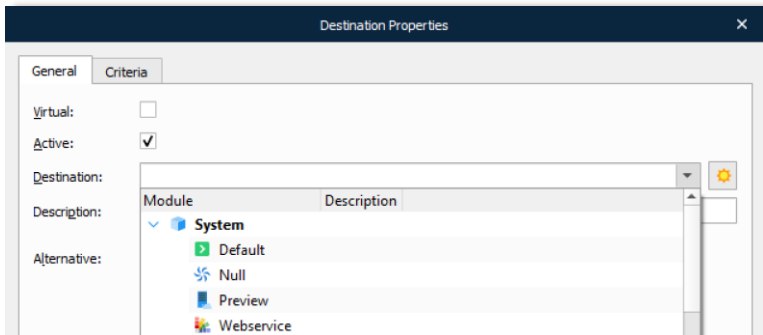 Destination Properties
General Criteria
Virtual:
Active:
Destination:
Module Description
Description:
System
Default
Alternative:
Null
Preview
Webservice